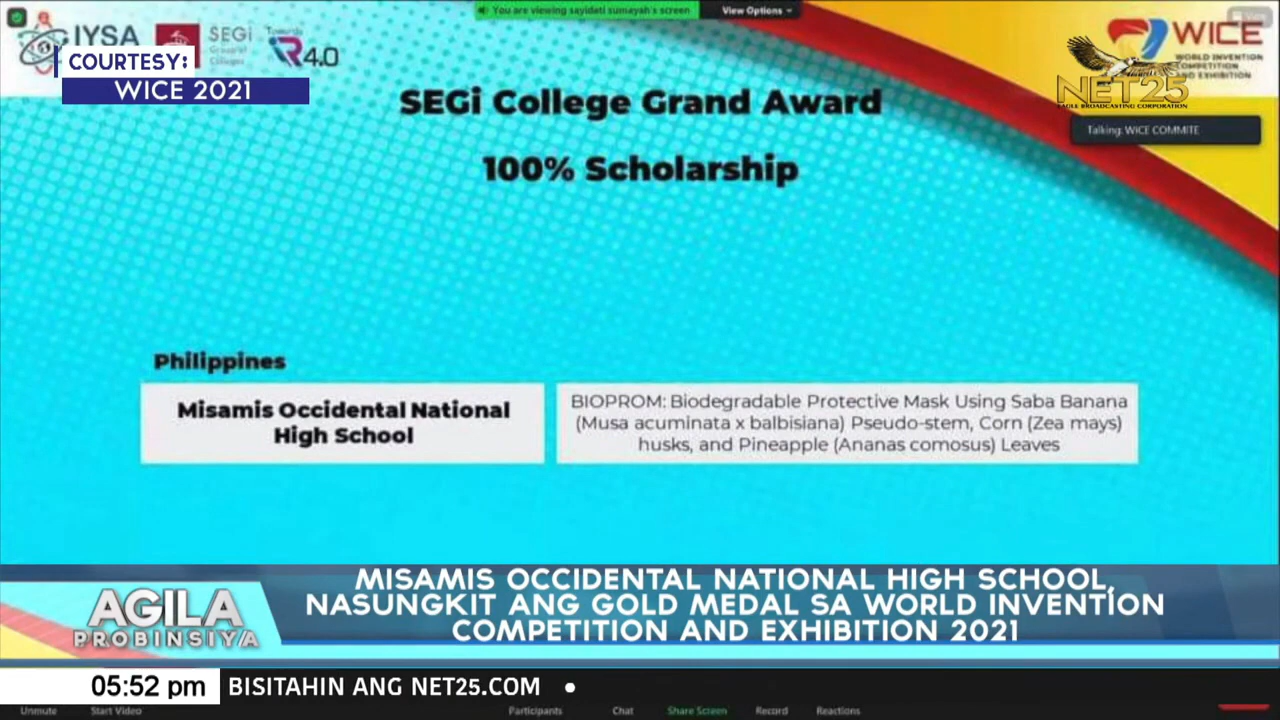 You are viewing sayidati sumayah's screen
View Options
IYSA
SEGi
Group of
Colleges
Towards
R4.0
COURTESY:
WICE 2021
WICE
WORLD INVENTION
COMPETITION
AND EXHIBITION
NET25
EAGLE BROADCASTING CORPORATION
Talking: WICE COMMITE
SEGi College Grand Award
100% Scholarship
Philippines
Misamis Occidental National
High School
BIOPROM: Biodegradable Protective Mask Using Saba Banana
(Musa acuminata x balbisiana) Pseudo-stem, Corn (Zea mays)
husks, and Pineapple (Ananas comosus) Leaves
AGILA
PROBINSIYA
MISAMIS OCCIDENTAL NATIONAL HIGH SCHOOL,
NASUNGKIT ANG GOLD MEDAL SA WORLD INVENTION
COMPETITION AND EXHIBITION 2021
05:52 pm
BISITAHIN ANG NET25.COM •
Unmute
Start Video
Participants
Chat
Share Screen
Record
Reactions